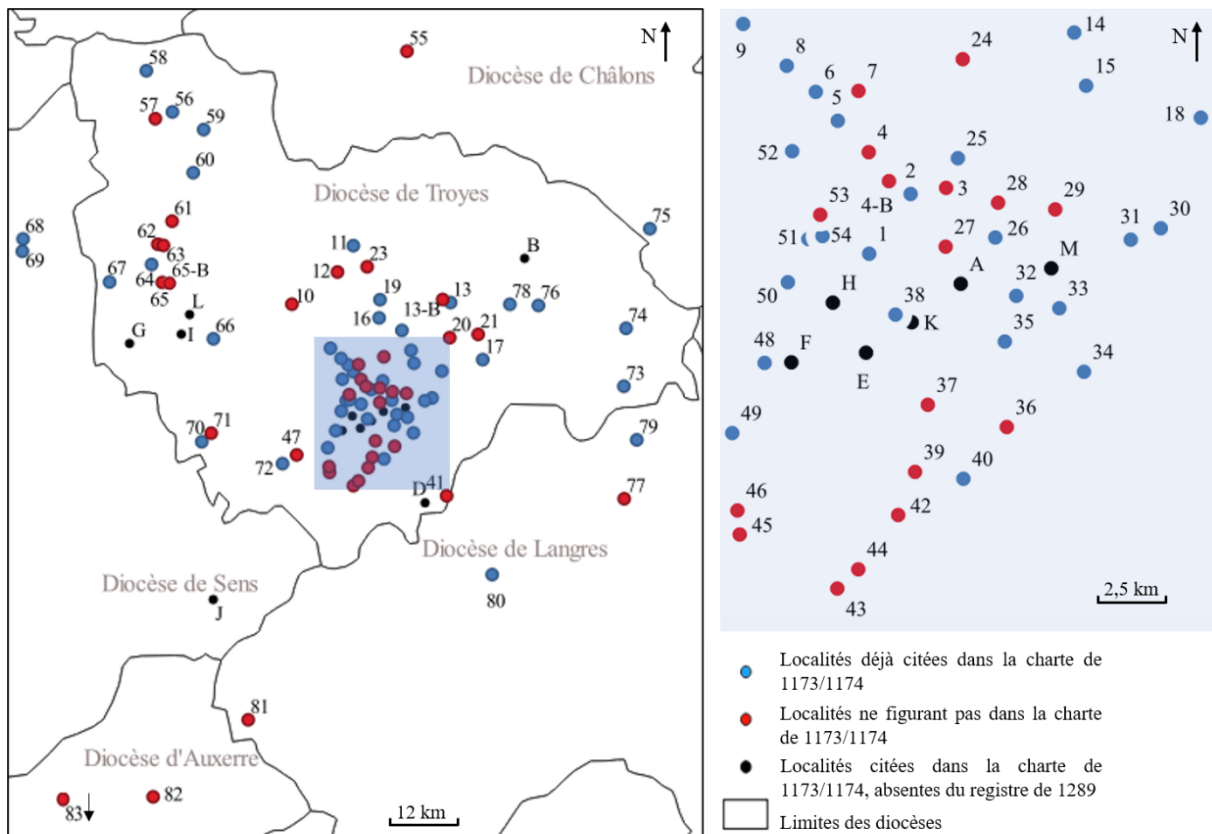 55
N
58
Diocèse de Châlons
57
56
59
60
Diocèse de Troyes
61
75
68
62
63
11
B
69
23
12
67
64
65-B
65
10
19
13
78
76
L
16
13-B
74
G
I
66
20
21
17
73
71
70
79
47
72
D
41
77
Diocèse de Langres
Diocèse de Sens
80
J
81
Diocèse d'Auxerre
83
82
12 km
14
N
9
8
24
6
7
15
5
18
4
25
52
2
53
3
28
29
4-B
30
51
54
1
27
26
31
M
A
50
H
32
38
33
K
35
48
F
34
E
37
49
36
39
40
46
42
45
44
43
2,5 km
Localités déjà citées dans la charte de
1173/1174
Localités ne figurant pas dans la charte
de 1173/1174
Localités citées dans la charte de
1173/1174, absentes du registre de 1289
Limites des diocèses